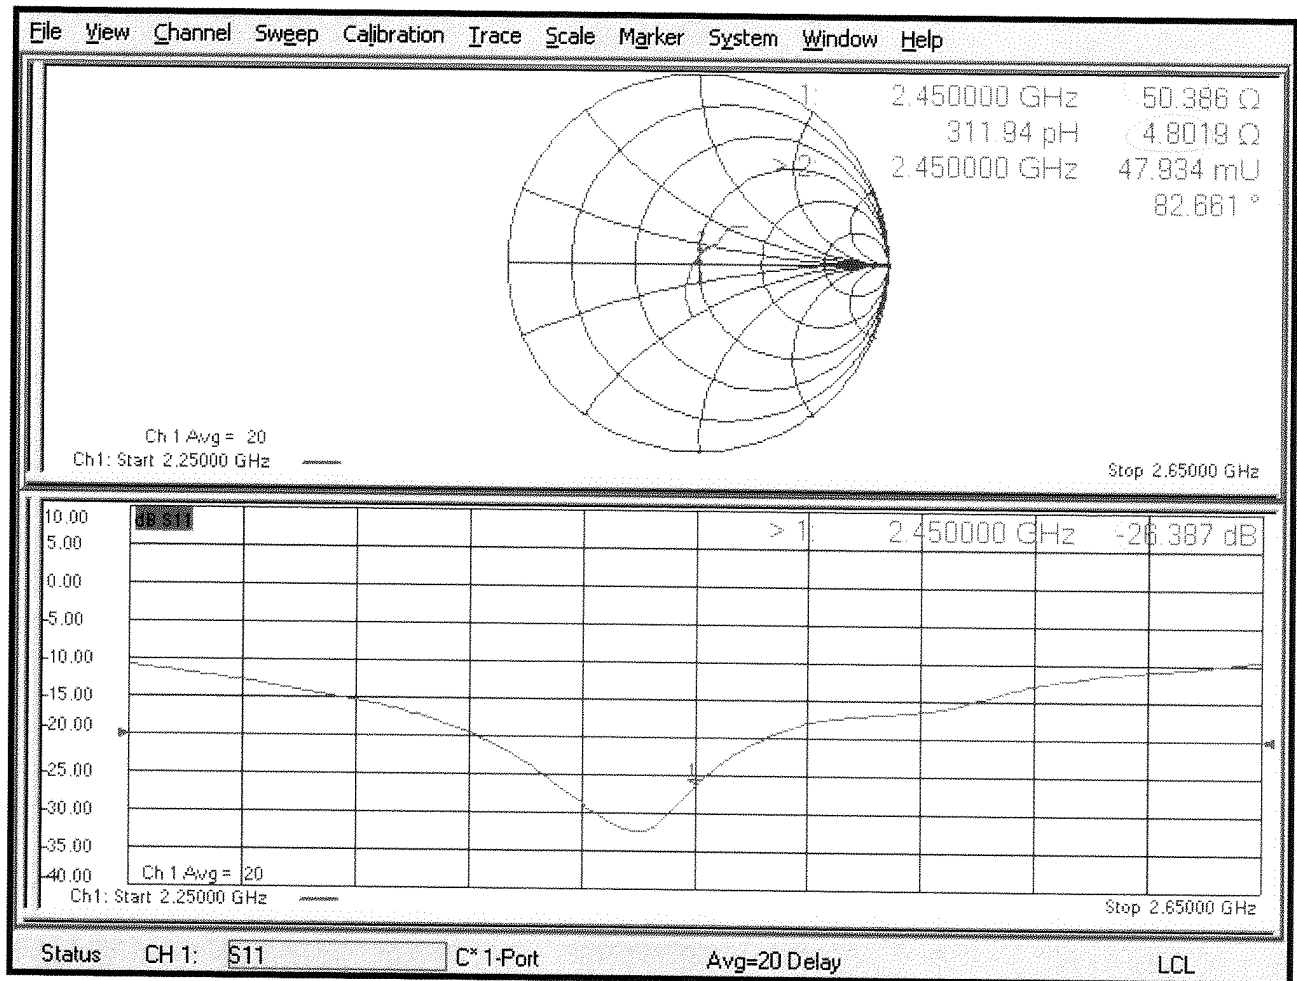 File View Channel Sweep Calibration Trace Scale Marker System Window Help
1: 2.450000 GHz 50.386 Ω
311.94 pH 4.8019 Ω
> 2: 2.450000 GHz 47.934 mU
82.661 °
Ch 1 Avg = 20
Ch1: Start 2.25000 GHz Stop 2.65000 GHz
10.00 dB S11 > 1: 2.450000 GHz -26.387 dB
5.00
0.00
-5.00
-10.00
-15.00
-20.00
-25.00
1
-30.00
-35.00
-40.00 Ch 1 Avg = 20
Ch1: Start 2.25000 GHz Stop 2.65000 GHz
Status CH 1: S11 C* 1-Port Avg=20 Delay LCL